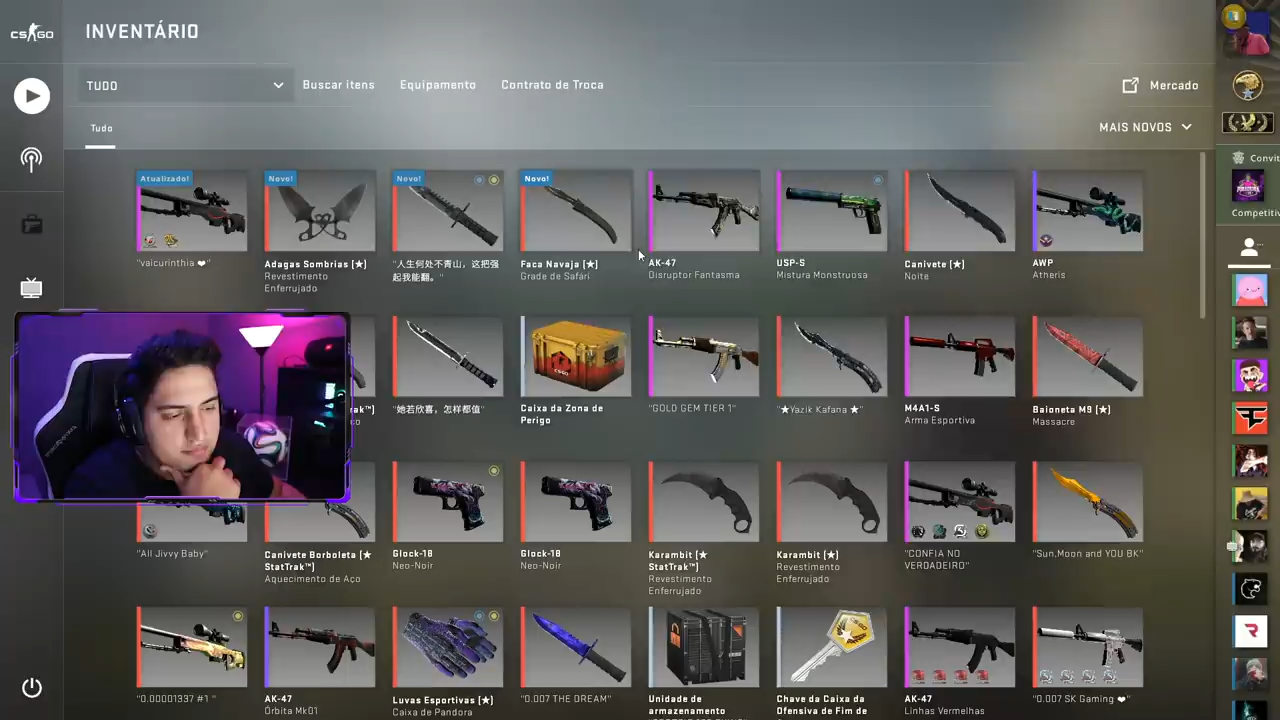 CS:GO
INVENTÁRIO
TUDO
Buscar itens
Equipamento
Contrato de Troca
Mercado
Tudo
MAIS NOVOS
Convit
Competitiv
Atualizado!
Novo!
Novo!
Novo!
"vaicurinthia ❤"
Adagas Sombrias (★)
Revestimento
Enferrujado
"人生何处不青山，这把强
起我能翻。"
Faca Navaja (★)
Grade de Safári
AK-47
Disruptor Fantasma
USP-S
Mistura Monstruosa
Canivete (★)
Noite
AWP
Atheris
"她若欣喜，怎样都值"
Caixa da Zona de
Perigo
"GOLD GEM TIER 1"
"★Yazik Kafana ★"
M4A1-S
Arma Esportiva
Baioneta M9 (★)
Massacre
"All Jivvy Baby"
Canivete Borboleta (★
StatTrak™)
Aquecimento de Aço
Glock-18
Neo-Noir
Glock-18
Neo-Noir
Karambit (★
StatTrak™)
Revestimento
Enferrujado
Karambit (★)
Revestimento
Enferrujado
"CONFIA NO
VERDADEIRO"
"Sun,Moon and YOU BK"
"0.00001337 #1 "
AK-47
Órbita Mk01
Luvas Esportivas (★)
Caixa de Pandora
"0.007 THE DREAM"
Unidade de
armazenamento
Chave da Caixa da
Ofensiva de Fim de
AK-47
Linhas Vermelhas
"0.007 SK Gaming ❤"